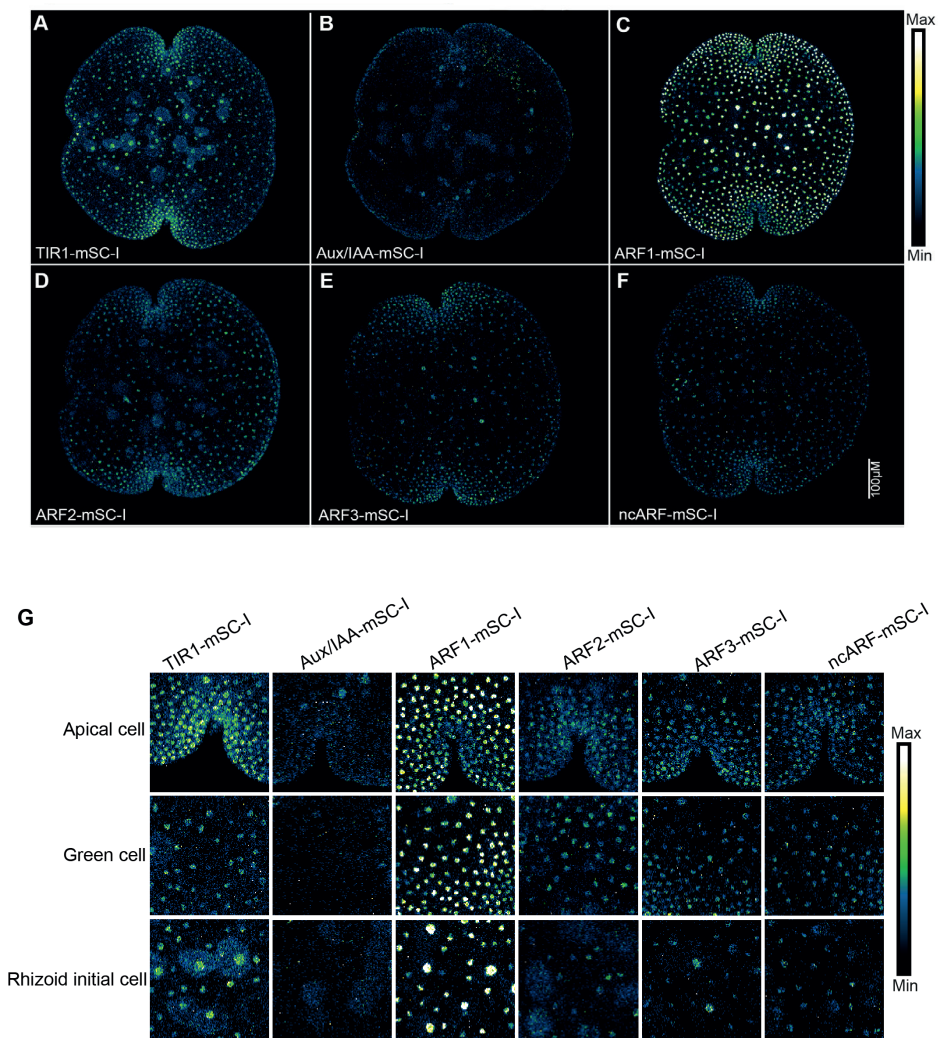 A
B
C
Max
Min
TIR1-mSC-I
Aux/IAA-mSC-I
ARF1-mSC-I
D
E
F
100µM
ARF2-mSC-I
ARF3-mSC-I
ncARF-mSC-I
G
TIR1-mSC-I
Aux/IAA-mSC-I
ARF1-mSC-I
ARF2-mSC-I
ARF3-mSC-I
ncARF-mSC-I
Apical cell
Max
Green cell
Rhizoid initial cell
Min